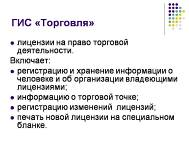 ГИС «Торговля»
лицензии на право торговой
деятельности.
Включает:
регистрацию и хранение информации о
человеке и об организации владеющими
лицензиями;
информацию о торговой точке;
регистрацию изменений лицензий;
печать новой лицензии на специальном
бланке.